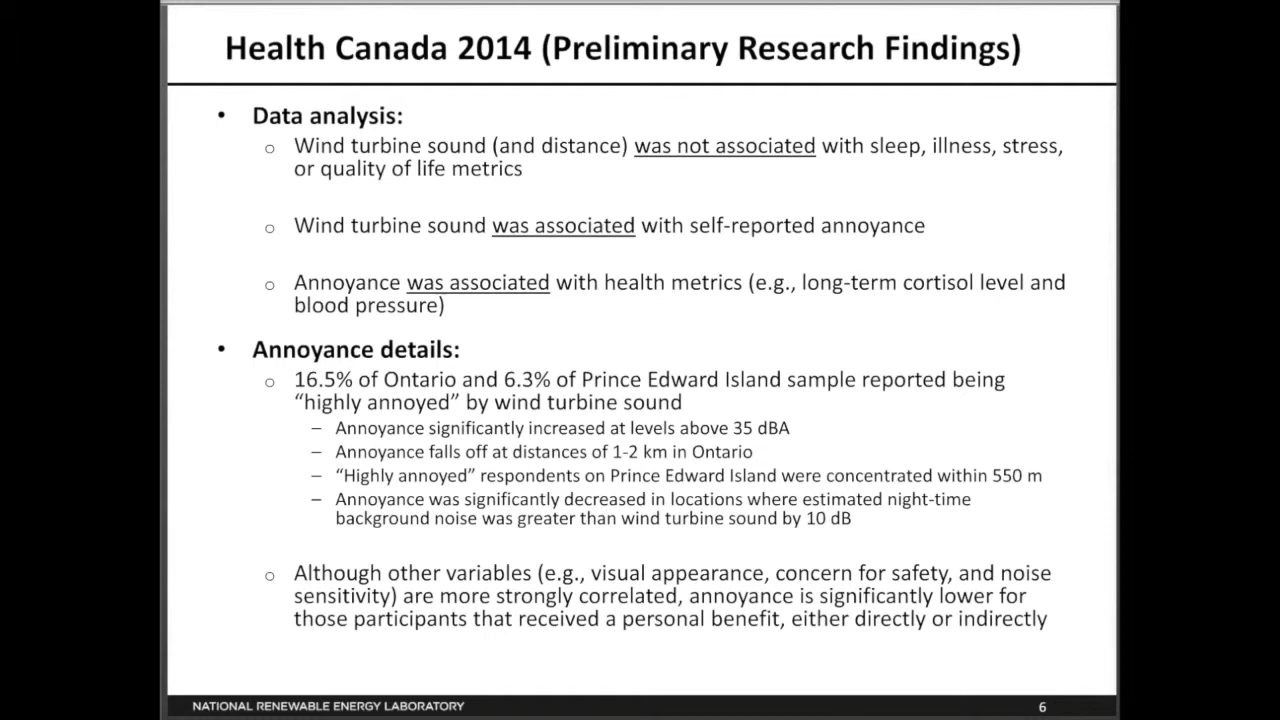 Health Canada 2014 (Preliminary Research Findings)
• Data analysis:
o Wind turbine sound (and distance) was not associated with sleep, illness, stress,
or quality of life metrics
o Wind turbine sound was associated with self-reported annoyance
o Annoyance was associated with health metrics (e.g., long-term cortisol level and
blood pressure)
• Annoyance details:
o 16.5% of Ontario and 6.3% of Prince Edward Island sample reported being
“highly annoyed” by wind turbine sound
– Annoyance significantly increased at levels above 35 dBA
– Annoyance falls off at distances of 1-2 km in Ontario
– “Highly annoyed” respondents on Prince Edward Island were concentrated within 550 m
– Annoyance was significantly decreased in locations where estimated night-time
background noise was greater than wind turbine sound by 10 dB
o Although other variables (e.g., visual appearance, concern for safety, and noise
sensitivity) are more strongly correlated, annoyance is significantly lower for
those participants that received a personal benefit, either directly or indirectly
NATIONAL RENEWABLE ENERGY LABORATORY
6